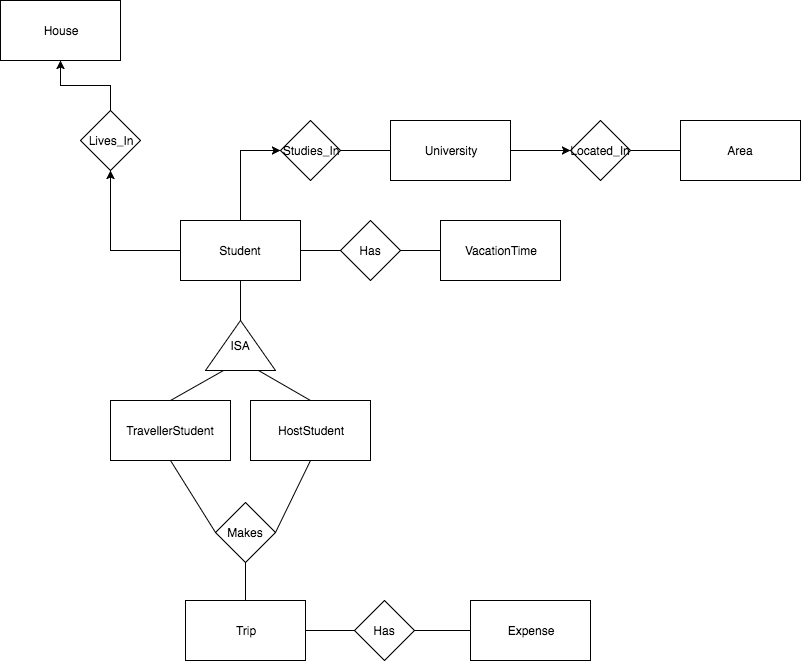 House
Lives_In
Studies_In
University
Located_In
Area
Student
Has
VacationTime
ISA
TravellerStudent
HostStudent
Makes
Trip
Has
Expense